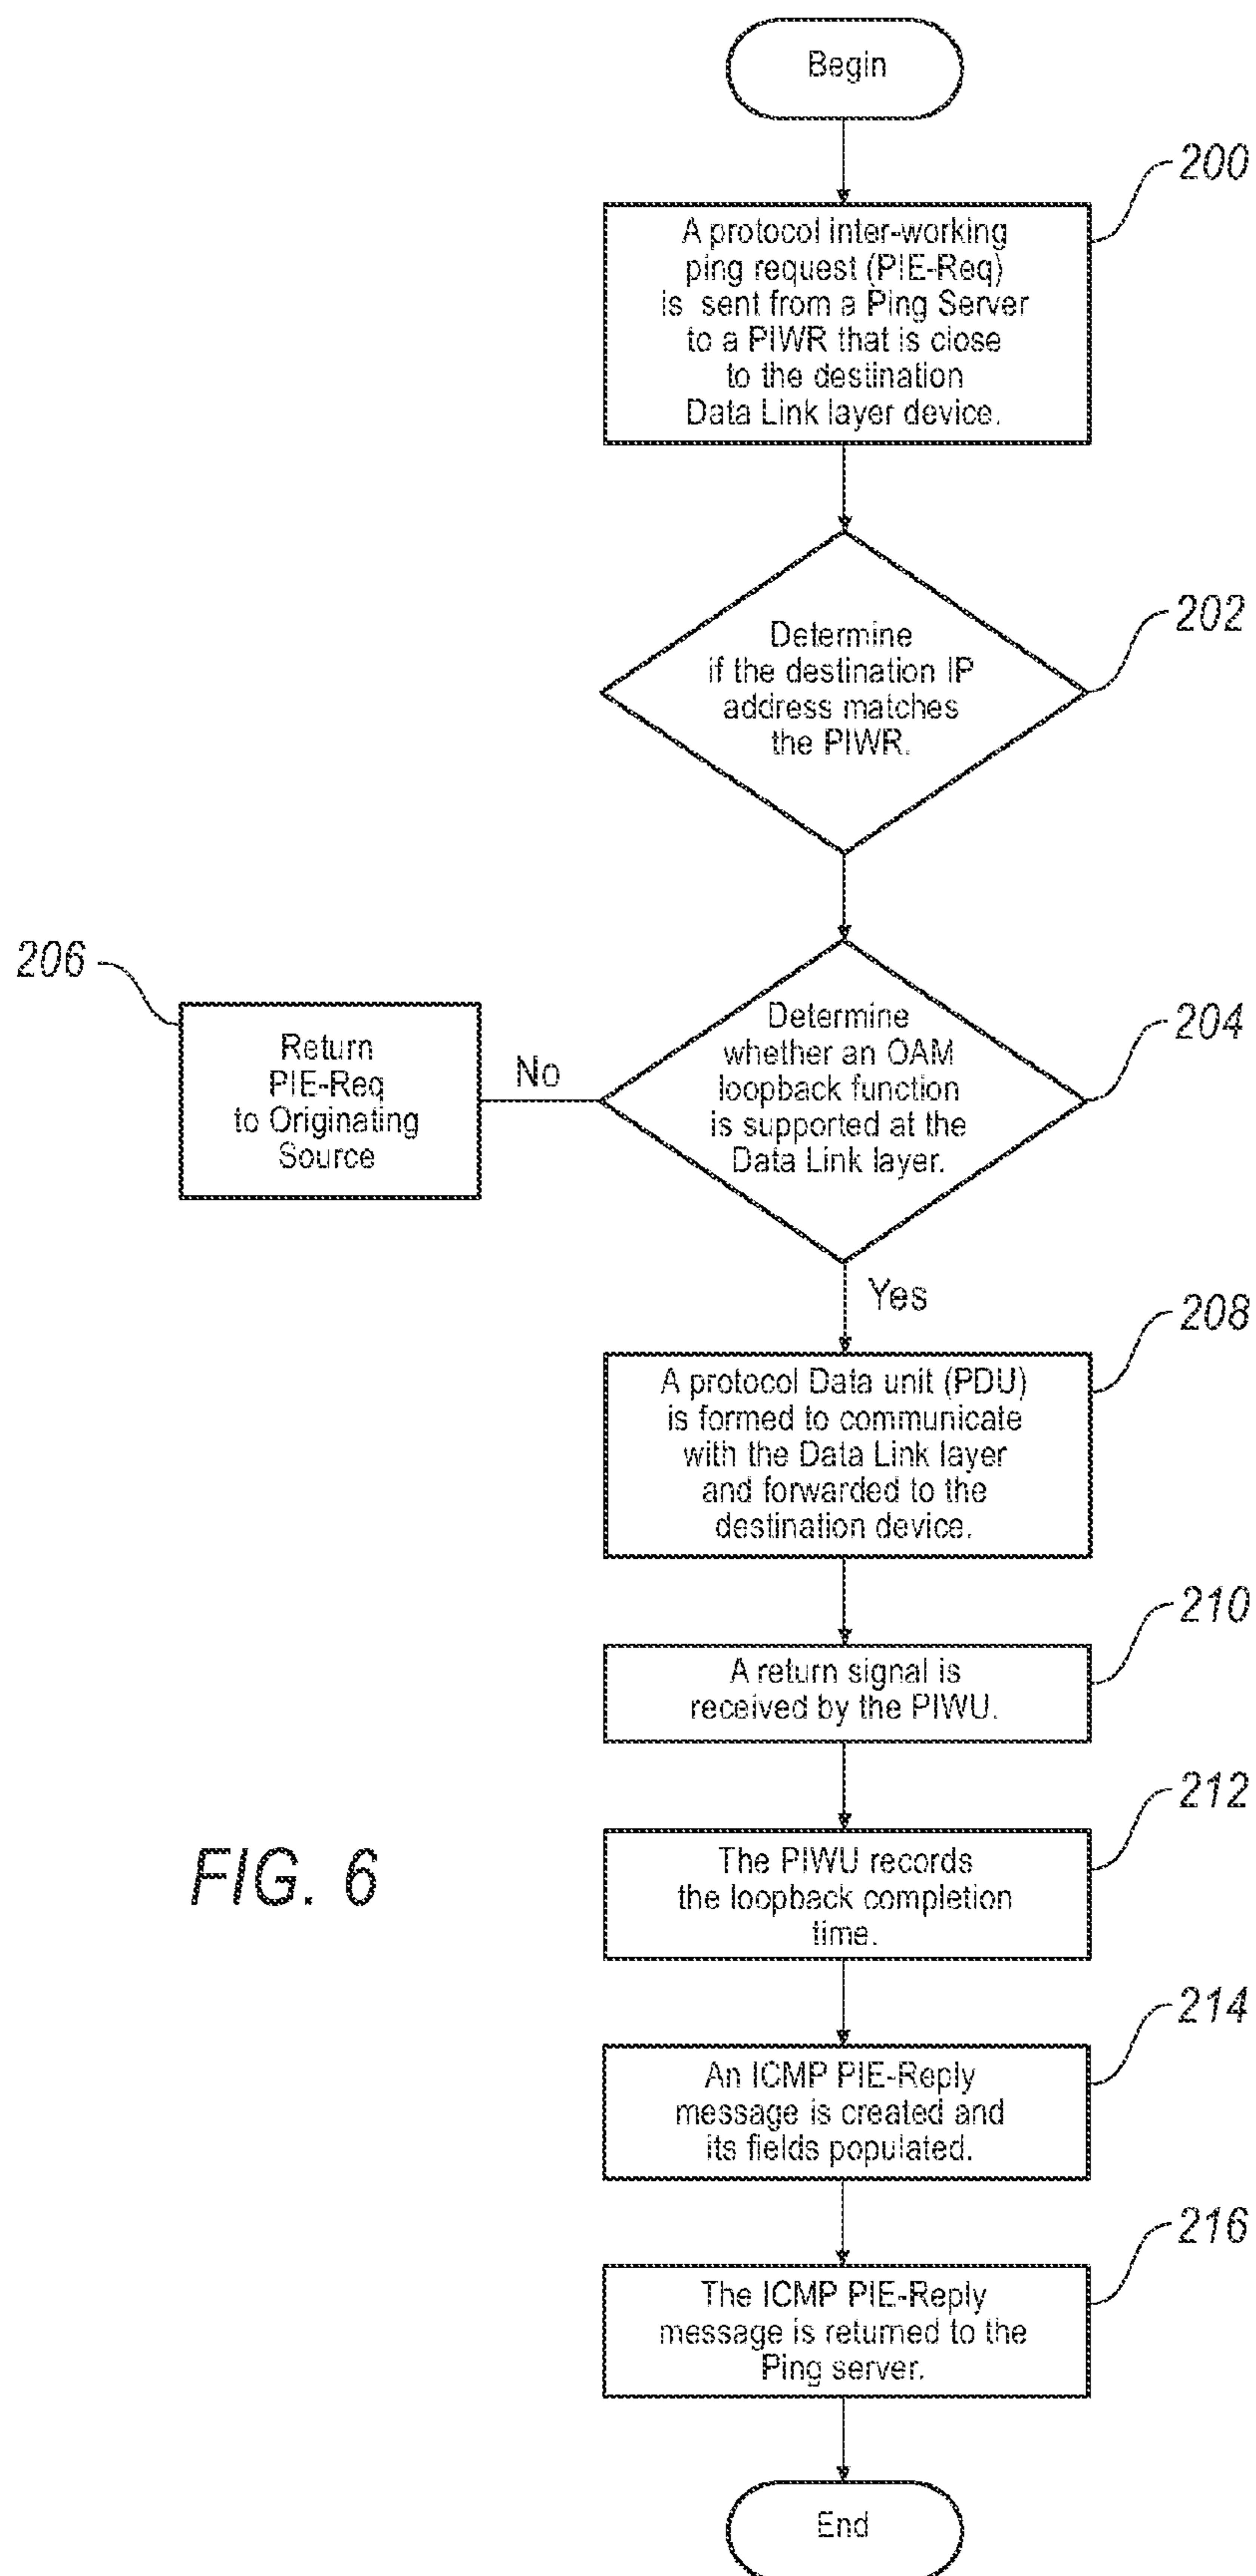 Begin
200
A protocol inter-working
ping request (PIE-Req)
is sent from a Ping Server
to a PIWR that is close
to the destination
Data Link layer device.
202
Determine
if the destination IP
address matches
the PIWR.
206
Return
PIE-Req
to Originating
Source
No
204
Determine
whether an OAM
loopback function
is supported at the
Data Link layer.
Yes
208
A protocol Data unit (PDU)
is formed to communicate
with the Data Link layer
and forwarded to the
destination device.
210
A return signal is
received by the PIWU.
212
The PIWU records
the loopback completion
time.
FIG. 6
214
An ICMP PIE-Reply
message is created and
its fields populated.
216
The ICMP PIE-Reply
message is returned to the
Ping server.
End